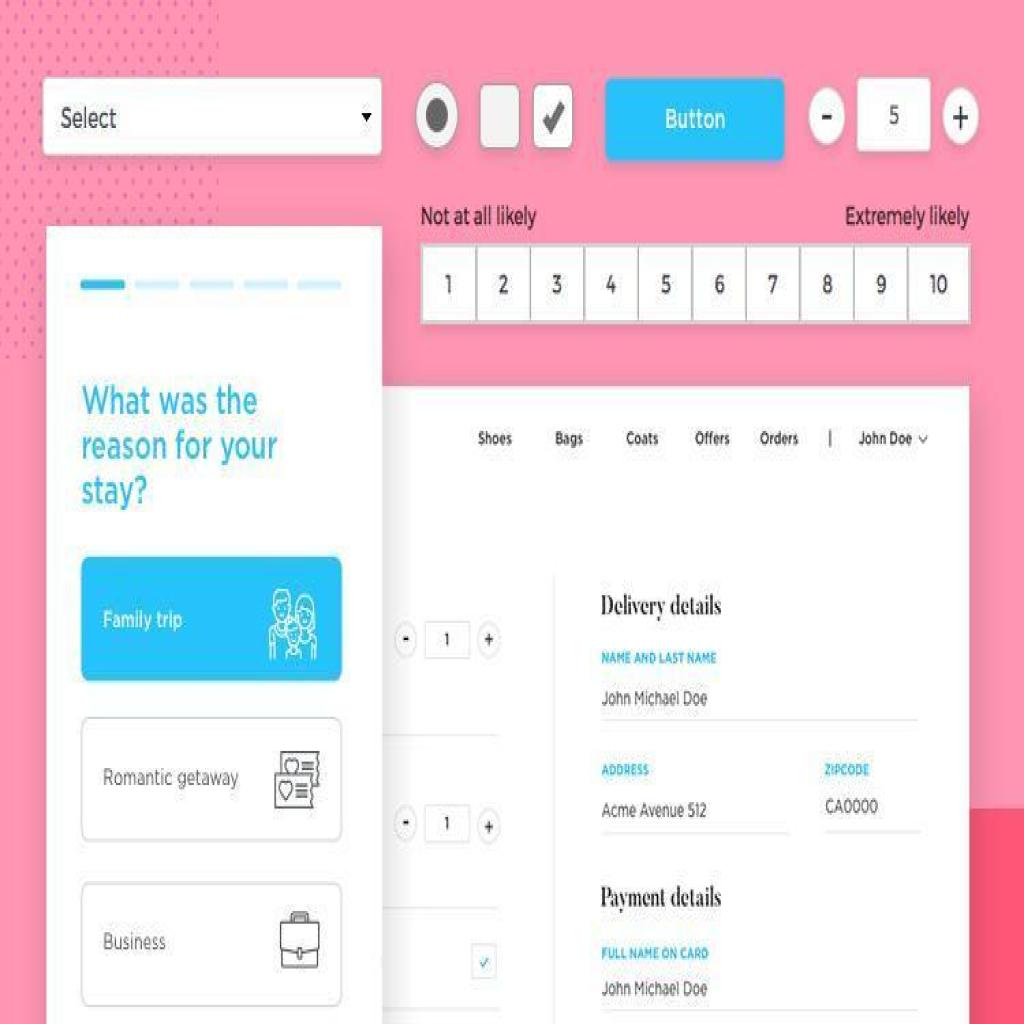 Select
Button
-
5
+
Not at all likely
Extremely likely
1 2 3 4 5 6 7 8 9 10
What was the
reason for your
stay?
Family trip
Romantic getaway
Business
Shoes Bags Coats Offers Orders | John Doe
- 1 +
- 1 +
Delivery details
NAME AND LAST NAME
John Michael Doe
ADDRESS
Acme Avenue 512
ZIPCODE
CA0000
Payment details
FULL NAME ON CARD
John Michael Doe